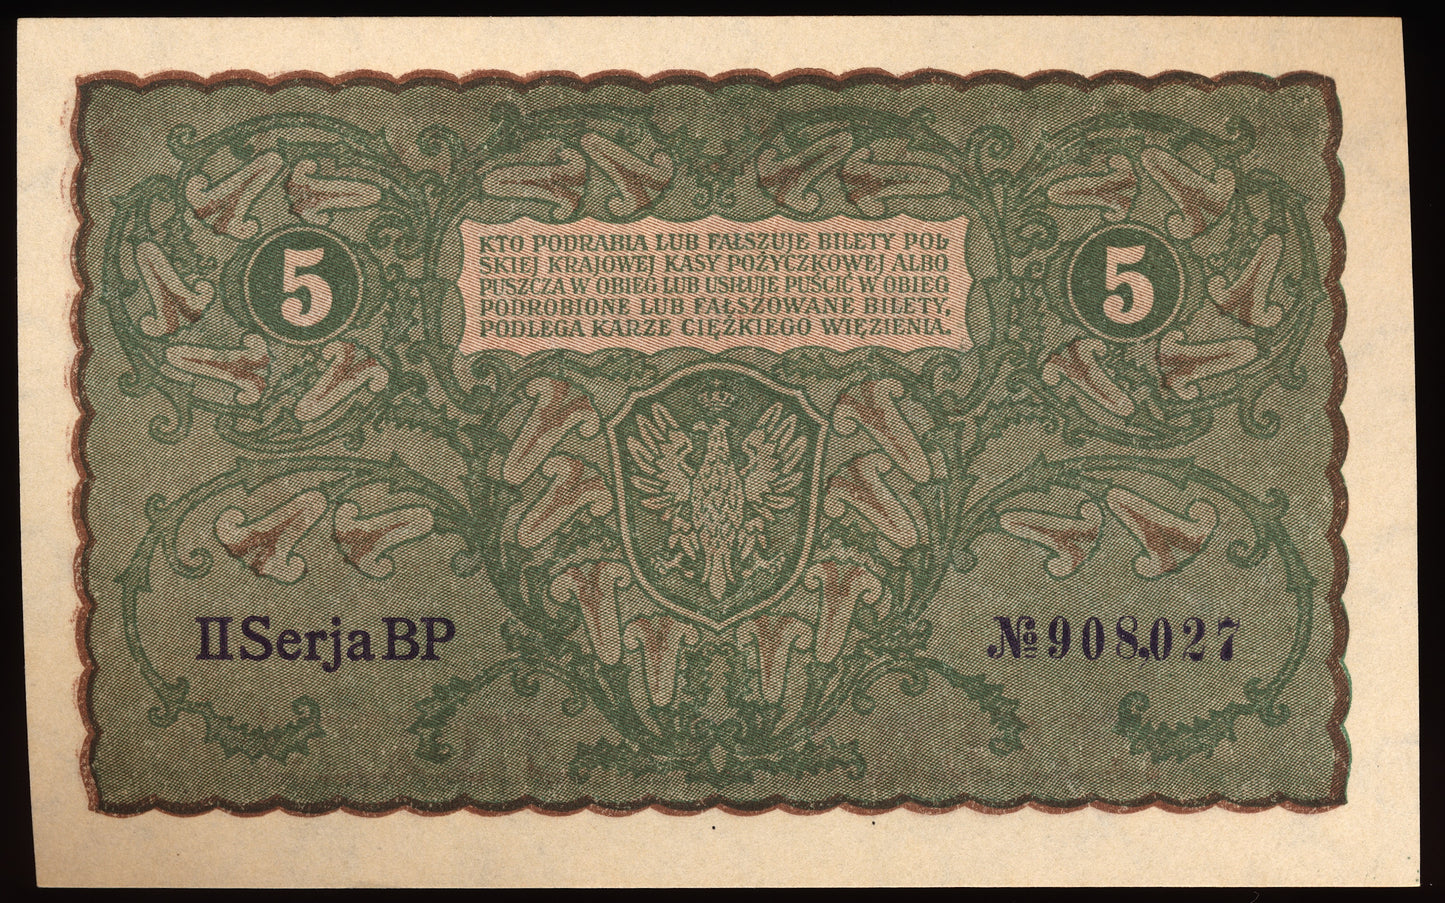 5
KTO PODRABIA LUB FAŁSZUJE BILETY POL-
SKIEJ KRAJOWEJ KASY POŻYCZKOWEJ ALBO
PUSZCZA W OBIEG LUB USIŁUJE PUŚCIĆ W OBIEG
PODROBIONE LUB FAŁSZOWANE BILETY,
PODLEGA KARZE CIĘŻKIEGO WIĘZIENIA.
5
II Serja BP
№ 908,027